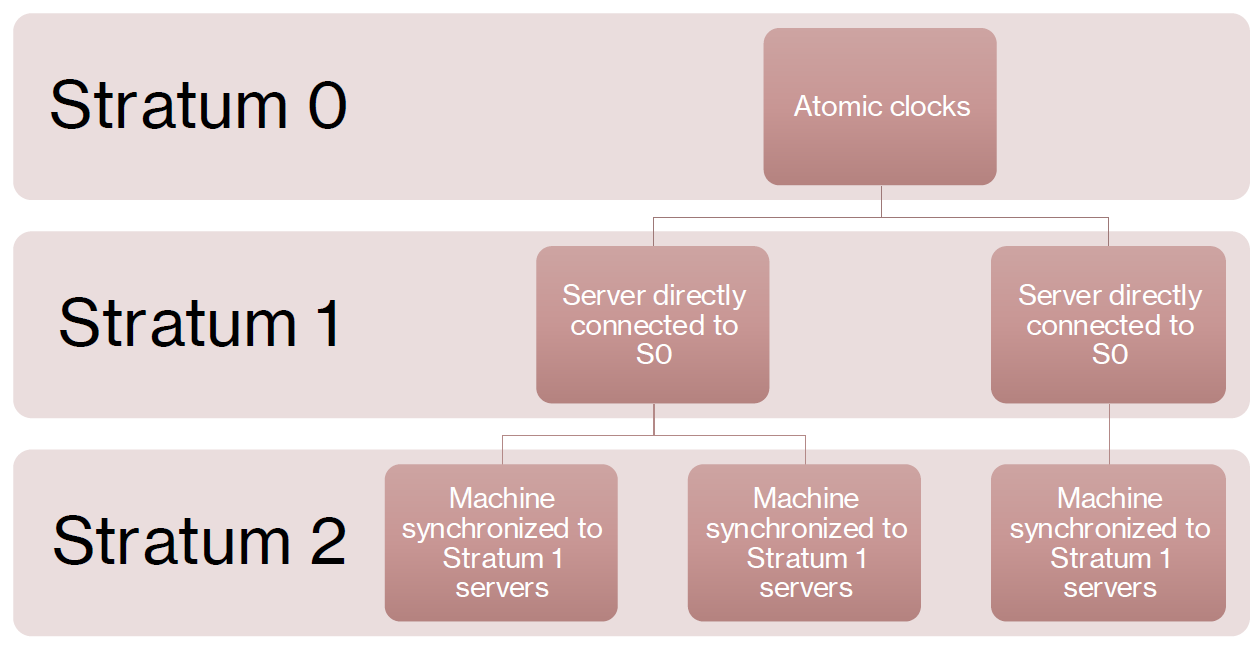 Stratum 0
Atomic clocks
Stratum 1
Server directly
connected to
S0
Server directly
connected to
S0
Stratum 2
Machine
synchronized to
Stratum 1
servers
Machine
synchronized to
Stratum 1
servers
Machine
synchronized to
Stratum 1
servers